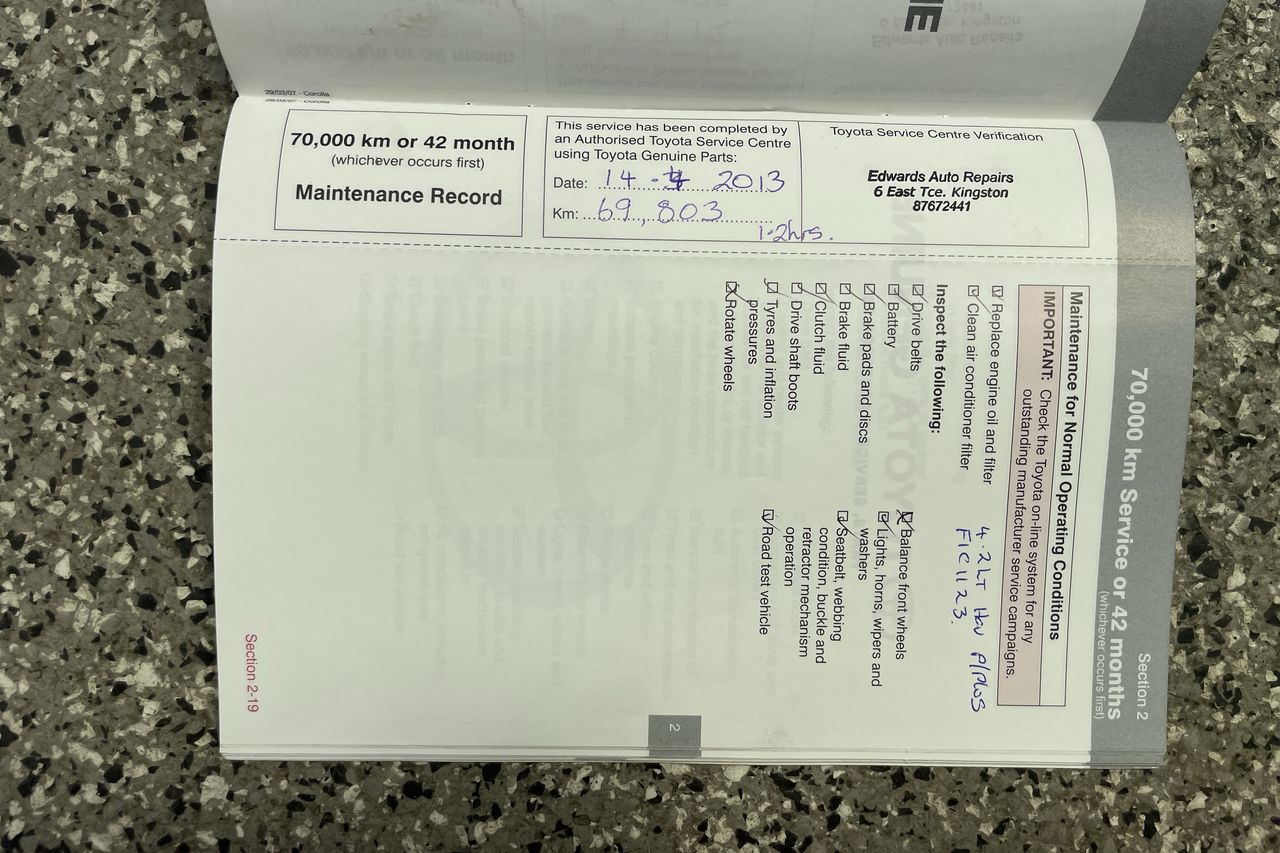 29/03/07 - Corolla
29/03/07 - Corolla
70,000 km or 42 month
(whichever occurs first)
Maintenance Record
This service has been completed by
an Authorised Toyota Service Centre
using Toyota Genuine Parts:
Date: 14 . 4 2013
Km: 69,803
1.2hrs.
Toyota Service Centre Verification
Edwards Auto Repairs
6 East Tce. Kingston
87672441
Section 2
70,000 km Service or 42 months
(whichever occurs first)
Maintenance for Normal Operating Conditions
IMPORTANT: Check the Toyota on-line system for any
outstanding manufacturer service campaigns.
Replace engine oil and filter
Clean air conditioner filter
4.2LT
F1C1123.
Inspect the following:
Drive belts
Battery
Brake pads and discs
Brake fluid
Clutch fluid
Drive shaft boots
Tyres and inflation
pressures
Rotate wheels
Balance front wheels
Lights, horns, wipers and
washers
Seatbelt, webbing
condition, buckle and
retractor mechanism
operation
Road test vehicle
2
Section 2-19